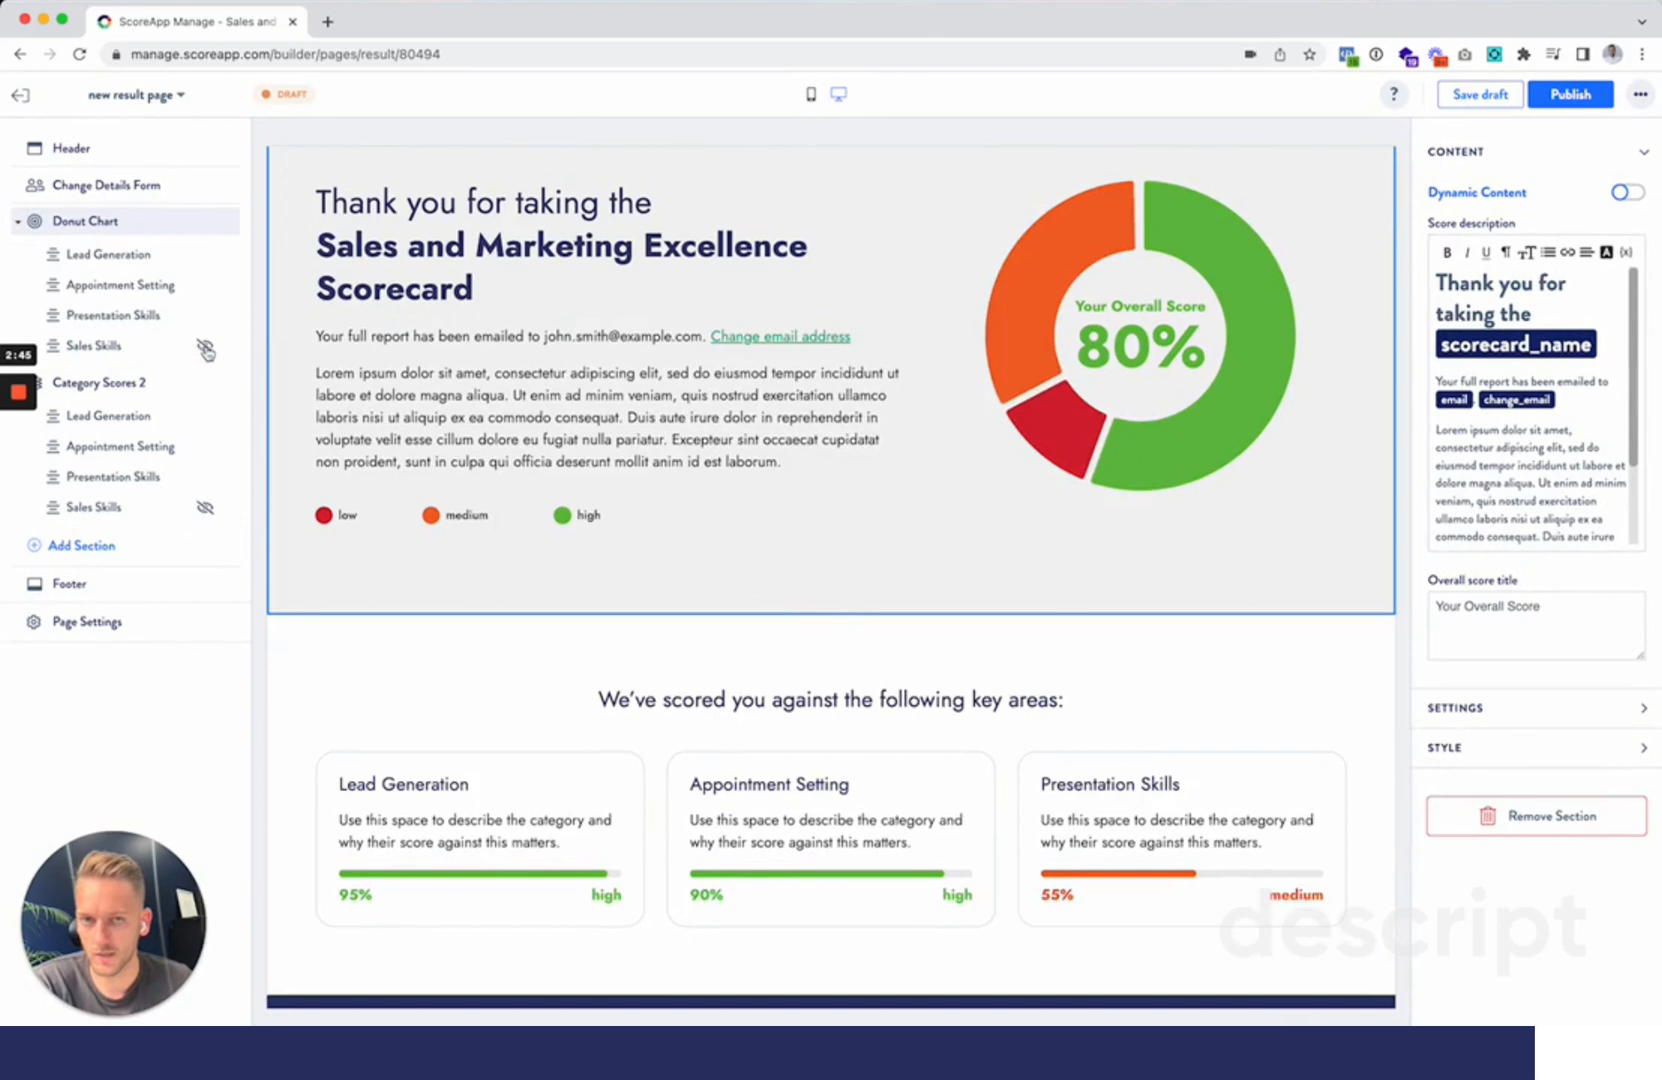 ScoreApp Manage - Sales and
manage.scoreapp.com/builder/pages/result/80494
new result page
DRAFT
?
Save draft
Publish
Header
Change Details Form
Donut Chart
Lead Generation
Appointment Setting
Presentation Skills
Sales Skills
2:45
Category Scores 2
Lead Generation
Appointment Setting
Presentation Skills
Sales Skills
Add Section
Footer
Page Settings
Thank you for taking the
Sales and Marketing Excellence
Scorecard
Your full report has been emailed to john.smith@example.com. Change email address
Lorem ipsum dolor sit amet, consectetur adipiscing elit, sed do eiusmod tempor incididunt ut
labore et dolore magna aliqua. Ut enim ad minim veniam, quis nostrud exercitation ullamco
laboris nisi ut aliquip ex ea commodo consequat. Duis aute irure dolor in reprehenderit in
voluptate velit esse cillum dolore eu fugiat nulla pariatur. Excepteur sint occaecat cupidatat
non proident, sunt in culpa qui officia deserunt mollit anim id est laborum.
low
medium
high
Your Overall Score
80%
We've scored you against the following key areas:
Lead Generation
Use this space to describe the category and
why their score against this matters.
95%
high
Appointment Setting
Use this space to describe the category and
why their score against this matters.
90%
high
Presentation Skills
Use this space to describe the category and
why their score against this matters.
55%
medium
CONTENT
Dynamic Content
Score description
B I U ¶ TT A {x}
Thank you for
taking the
scorecard_name
Your full report has been emailed to
email. change_email
Lorem ipsum dolor sit amet,
consectetur adipiscing elit, sed do
eiusmod tempor incididunt ut labore et
dolore magna aliqua. Ut enim ad minim
veniam, quis nostrud exercitation
ullamco laboris nisi ut aliquip ex ea
commodo consequat. Duis aute irure
Overall score title
Your Overall Score
SETTINGS
STYLE
Remove Section
descript